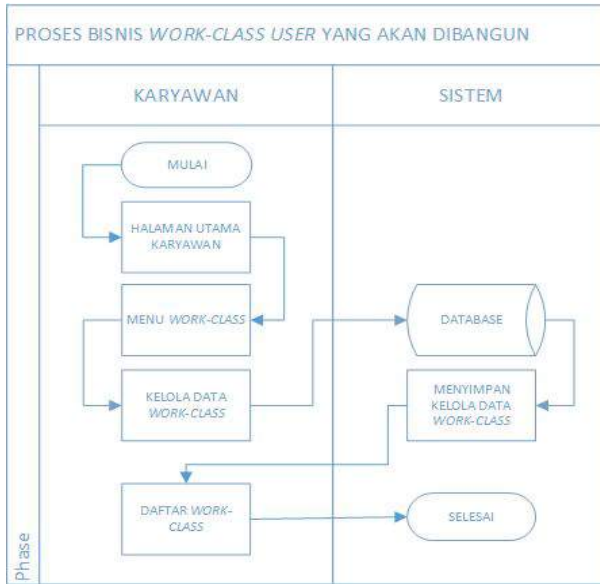 PROSES BISNIS WORK-CLASS USER YANG AKAN DIBANGUN
KARYAWAN
SISTEM
MULAI
HALAMAN UTAMA
KARYAWAN
MENU WORK-CLASS
DATABASE
KELOLA DATA
WORK-CLASS
MENYIMPAN
KELOLA DATA
WORK-CLASS
DAFTAR WORK-
CLASS
SELESAI
Phase